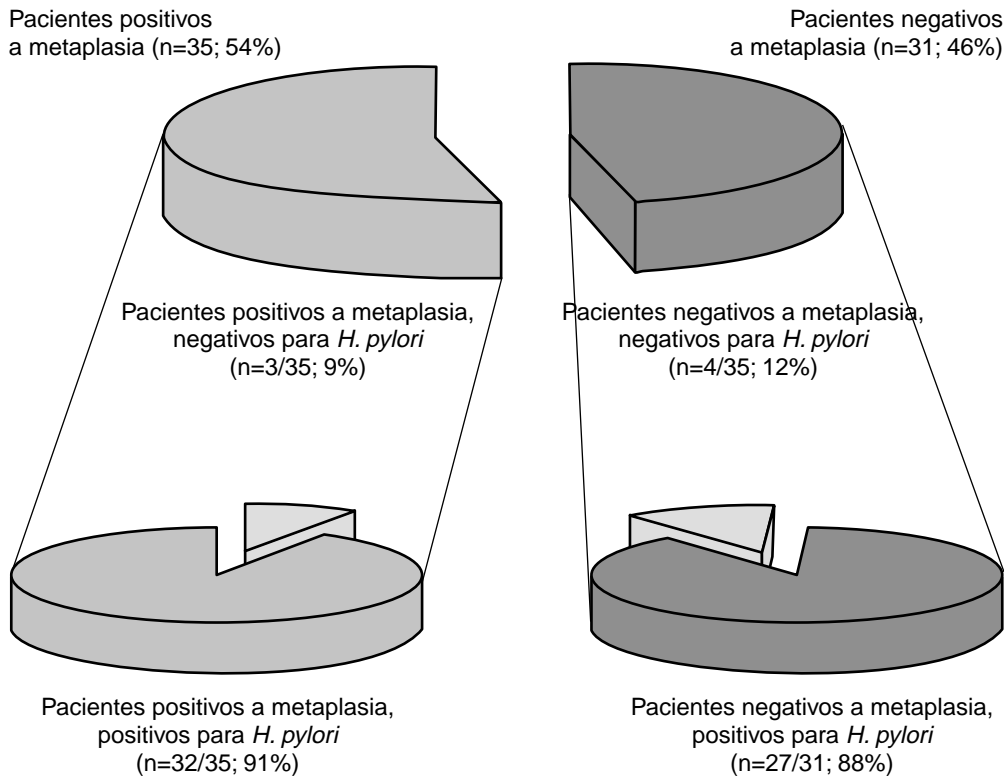 Pacientes positivos
a metaplasia (n=35; 54%)
Pacientes negativos
a metaplasia (n=31; 46%)
Pacientes positivos a metaplasia,
negativos para H. pylori
(n=3/35; 9%)
Pacientes negativos a metaplasia,
negativos para H. pylori
(n=4/35; 12%)
Pacientes positivos a metaplasia,
positivos para H. pylori
(n=32/35; 91%)
Pacientes negativos a metaplasia,
positivos para H. pylori
(n=27/31; 88%)